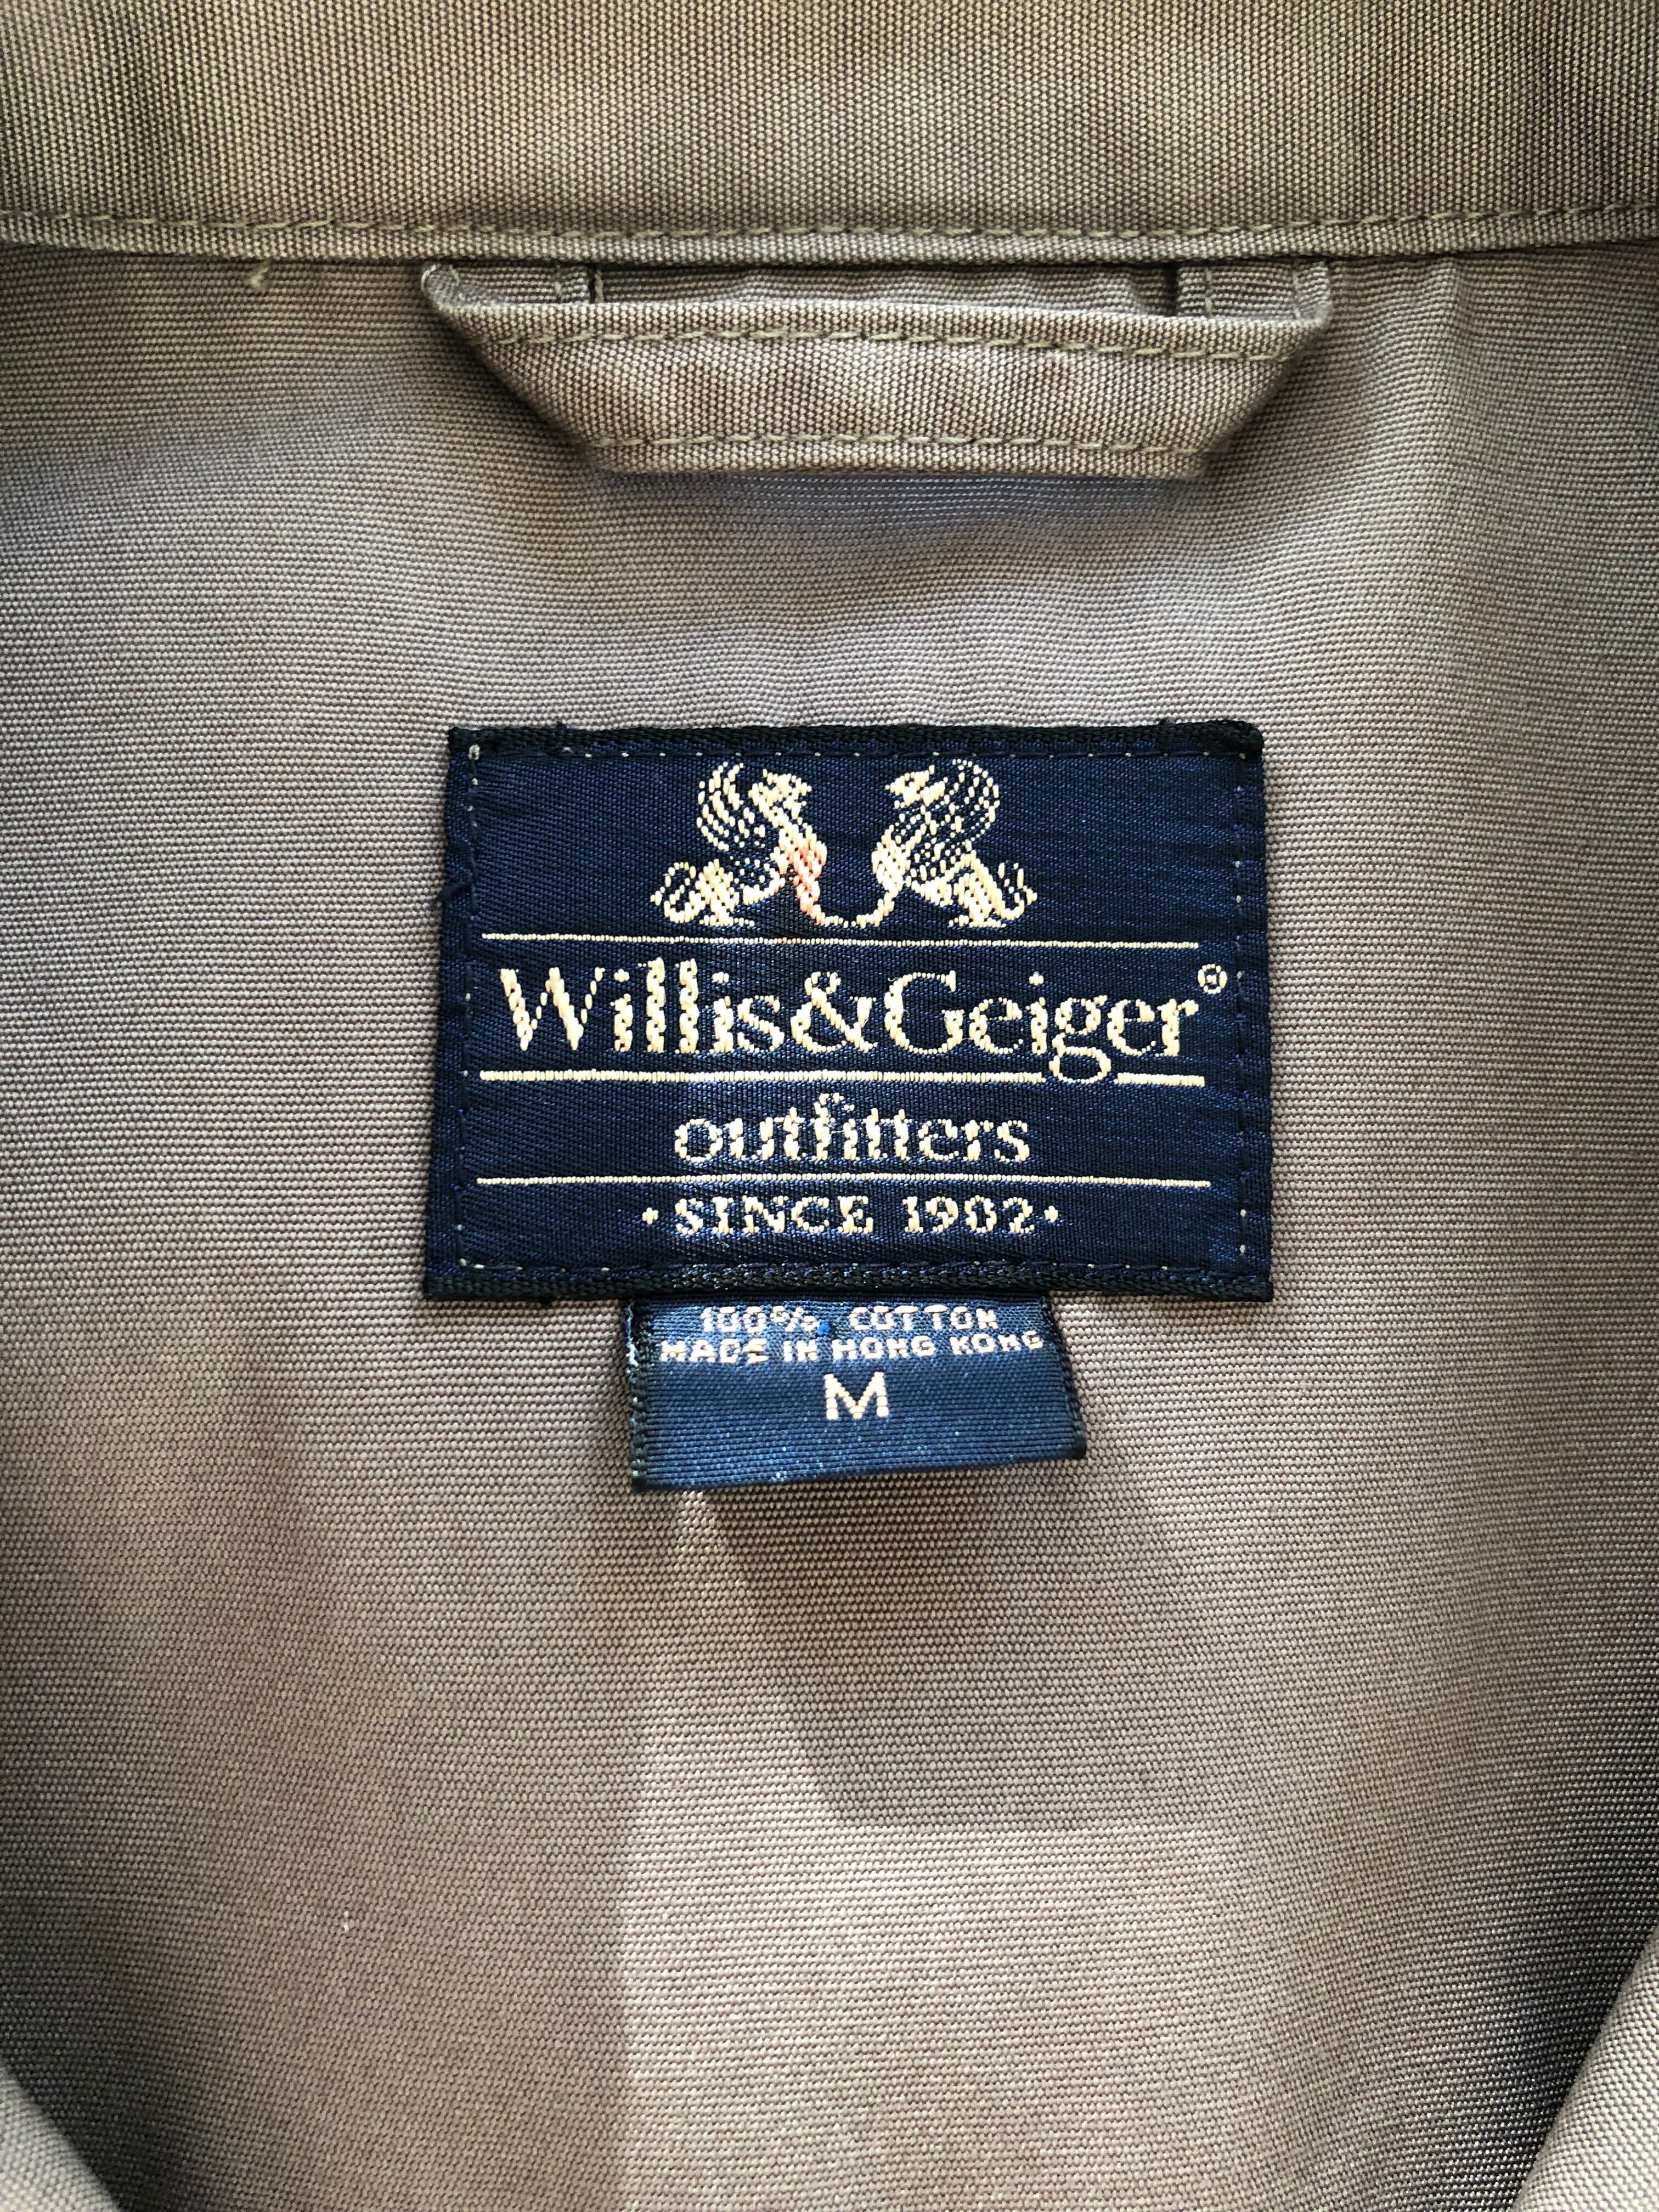 Willis&Geiger®
outfitters
·SINCE 1902·
100% COTTON
MADE IN HONG KONG
M